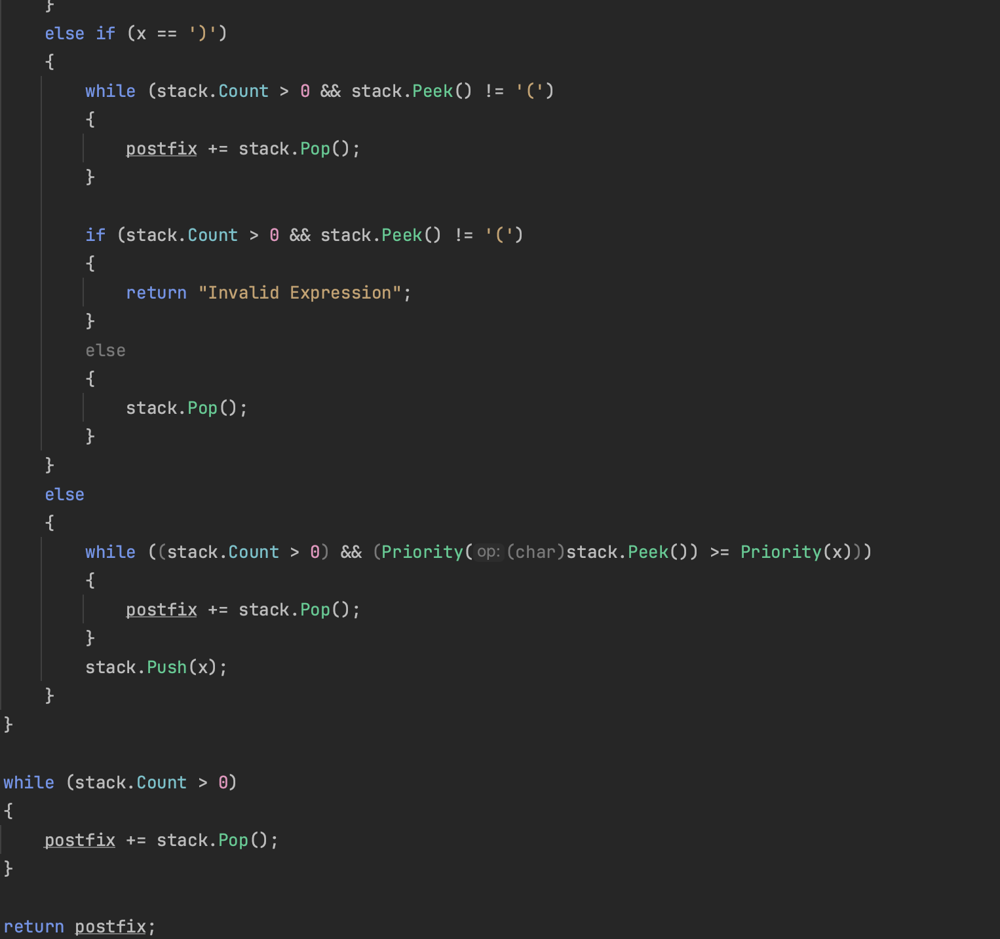 }
else if (x == ')')
{
while (stack.Count > 0 && stack.Peek() != '(')
{
postfix += stack.Pop();
}
if (stack.Count > 0 && stack.Peek() != '(')
{
return "Invalid Expression";
}
else
{
stack.Pop();
}
}
else
{
while ((stack.Count > 0) && (Priority(op:(char)stack.Peek()) >= Priority(x)))
{
postfix += stack.Pop();
}
stack.Push(x);
}
}
while (stack.Count > 0)
{
postfix += stack.Pop();
}
return postfix;